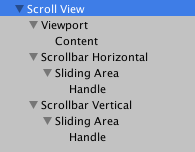 Scroll View
Viewport
Content
Scrollbar Horizontal
Sliding Area
Handle
Scrollbar Vertical
Sliding Area
Handle